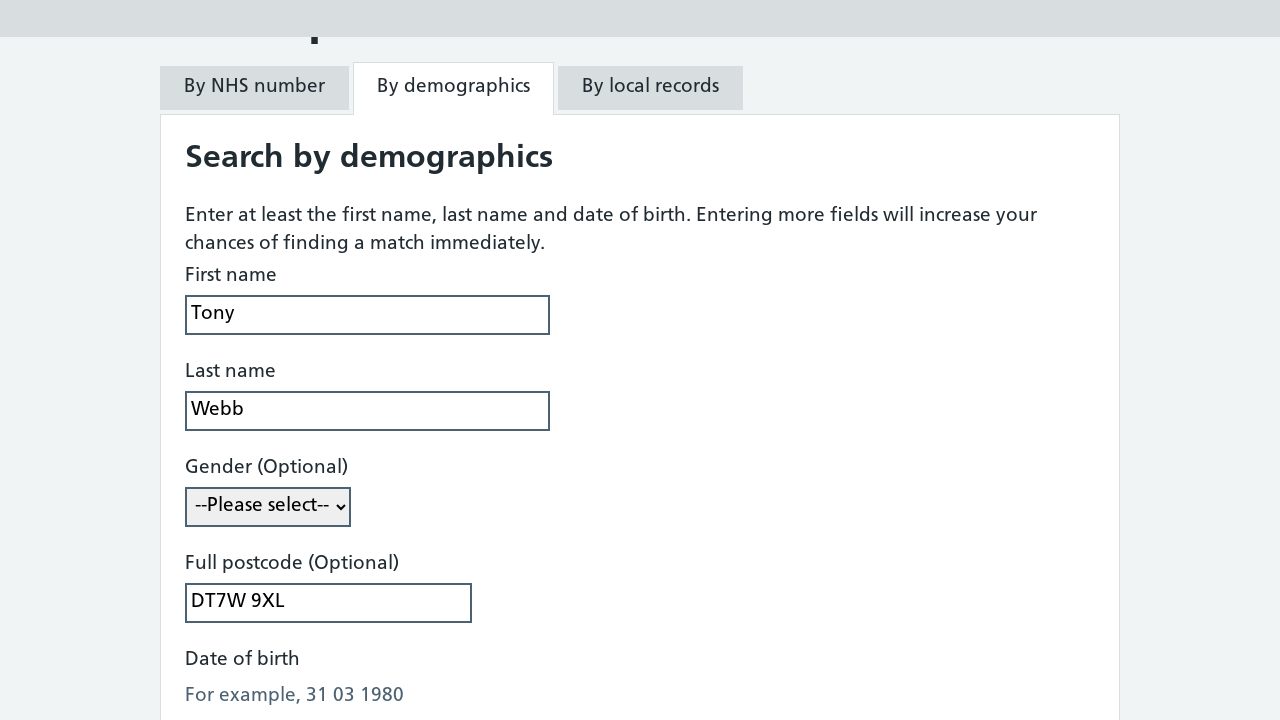 By NHS number
By demographics
By local records
Search by demographics
Enter at least the first name, last name and date of birth. Entering more fields will increase your
chances of finding a match immediately.
First name
Tony
Last name
Webb
Gender (Optional)
--Please select--
Full postcode (Optional)
DT7W 9XL
Date of birth
For example, 31 03 1980